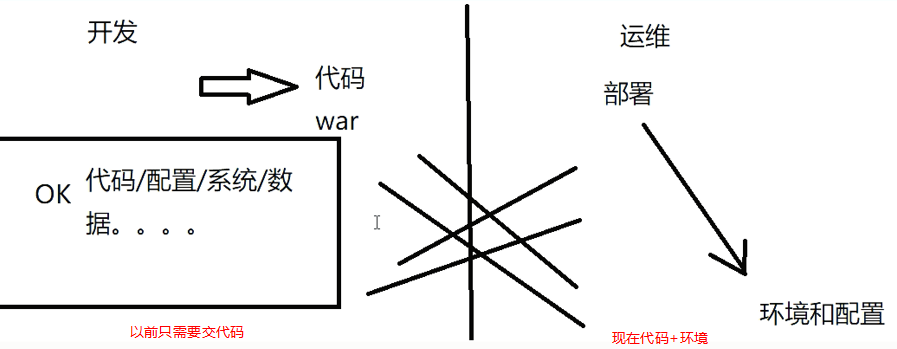 开发
运维
代码
war
部署
OK
代码/配置/系统/数
据。。。。
环境和配置
以前只需要交代码
现在代码+环境